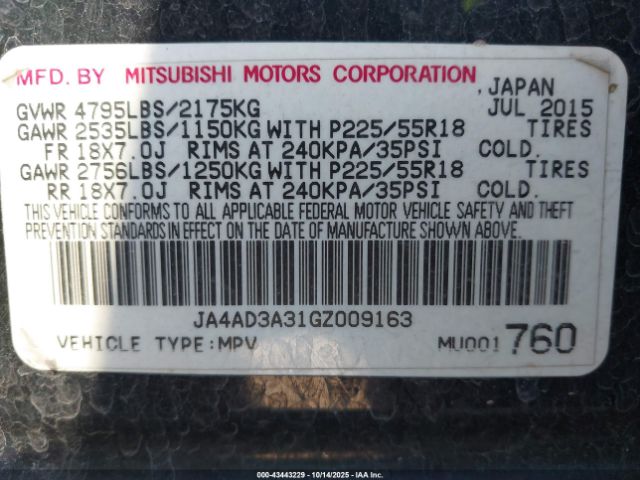 MFD. BY MITSUBISHI MOTORS CORPORATION, JAPAN
GVWR 4795LBS/2175KG JUL 2015
GAWR 2535LBS/1150KG WITH P225/55R18 TIRES
FR 18X7.0J RIMS AT 240KPA/35PSI COLD.
GAWR 2756LBS/1250KG WITH P225/55R18 TIRES
RR 18X7.0J RIMS AT 240KPA/35PSI COLD.
THIS VEHICLE CONFORMS TO ALL APPLICABLE FEDERAL MOTOR VEHICLE SAFETY AND THEFT
PREVENTION STANDARDS IN EFFECT ON THE DATE OF MANUFACTURE SHOWN ABOVE.
JA4AD3A31GZ009163
VEHICLE TYPE:MPV MU001 760
000-43443229 | 10/14/2025 | IAA Inc.